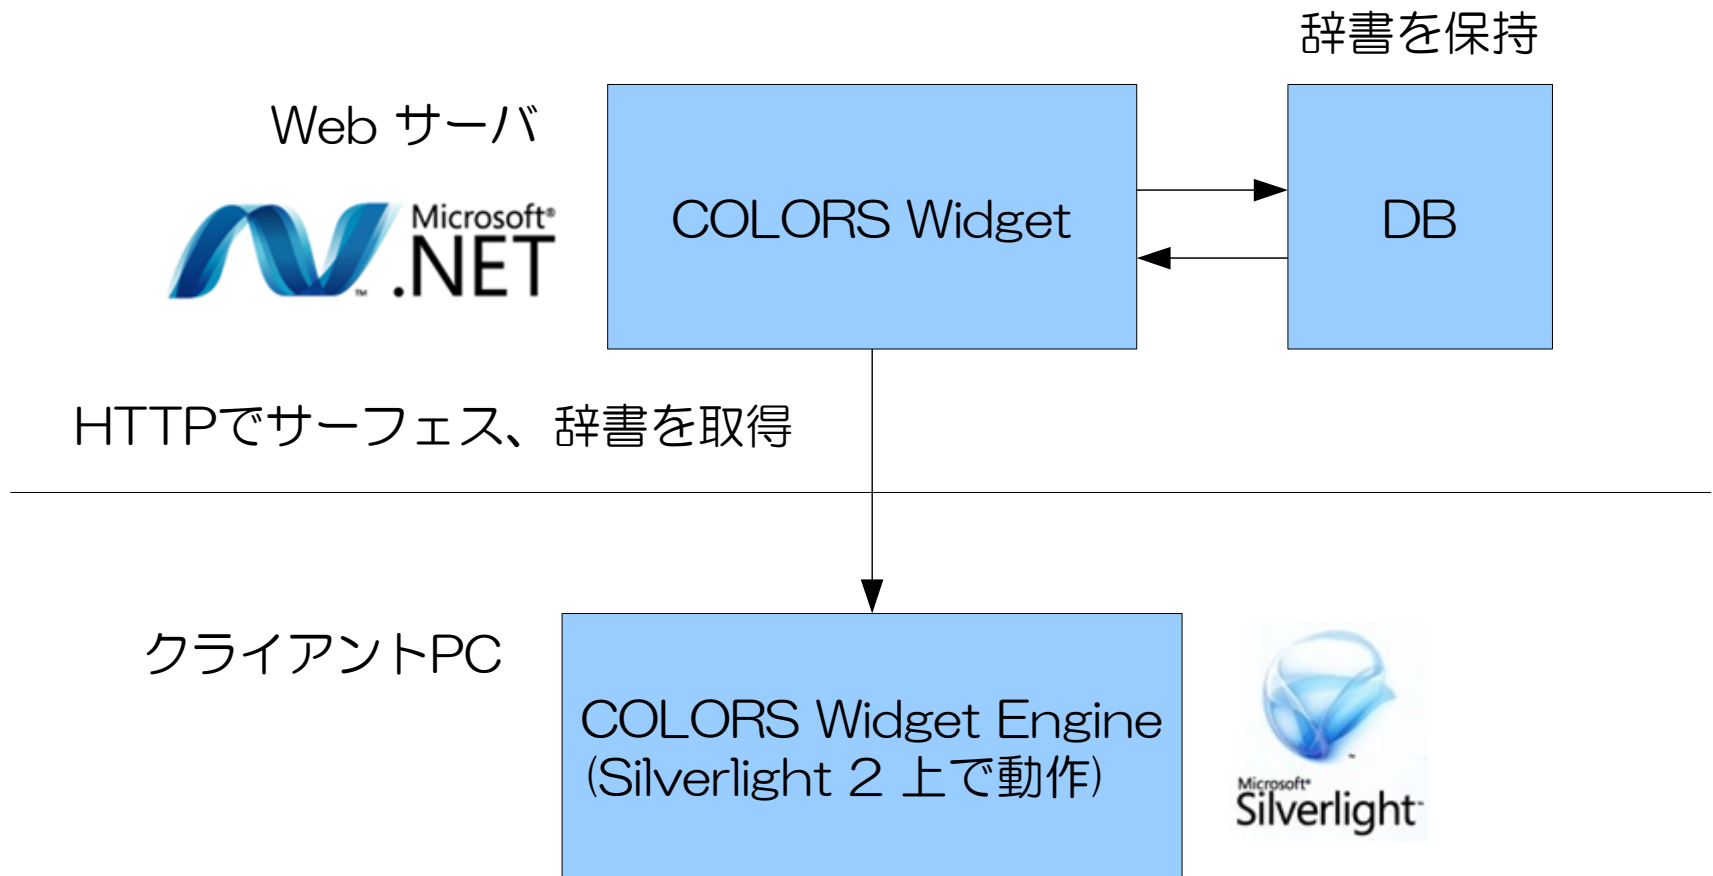 辞書を保持
Web サーバ
Microsoft®
.NET
™
COLORS Widget
DB
HTTPでサーフェス、辞書を取得
クライアントPC
COLORS Widget Engine
(Silverlight 2 上で動作)
Microsoft®
Silverlight™